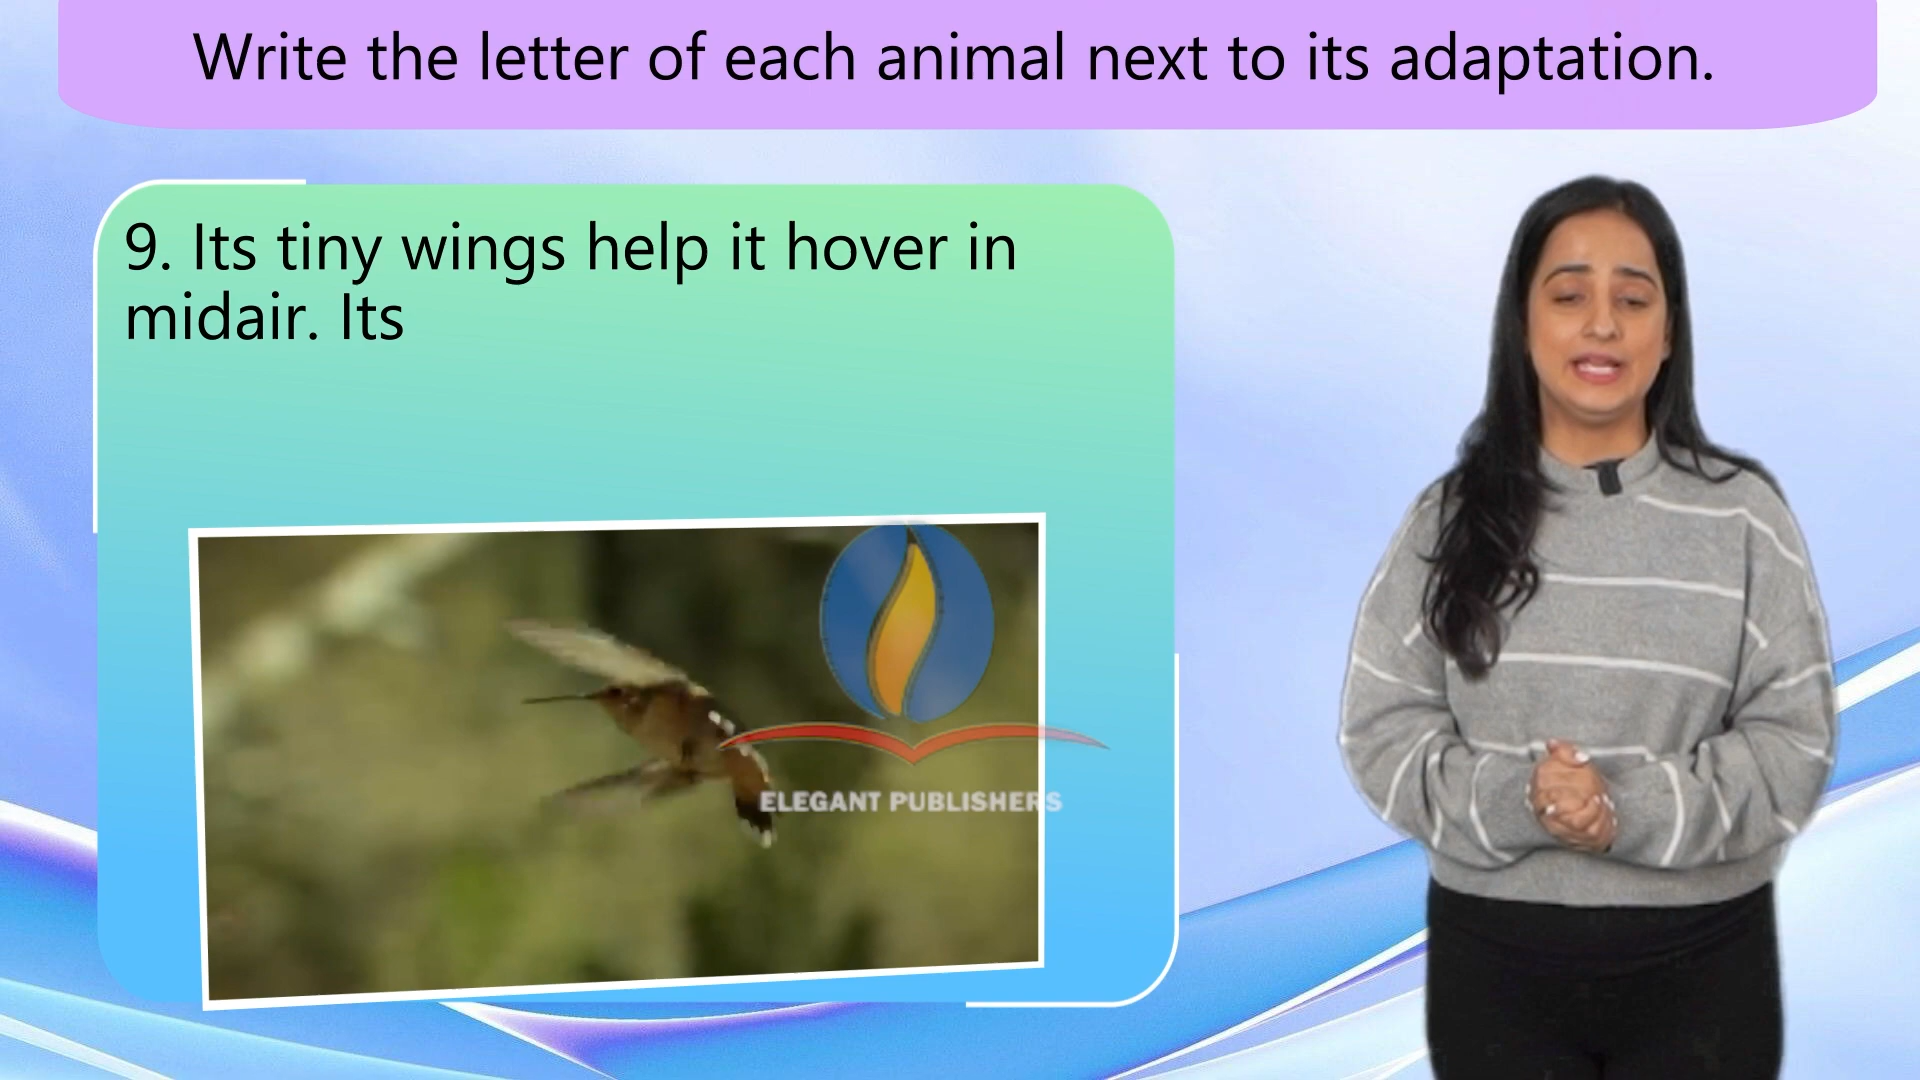 Write the letter of each animal next to its adaptation.
9. Its tiny wings help it hover in
midair. Its
ELEGANT PUBLISHERS